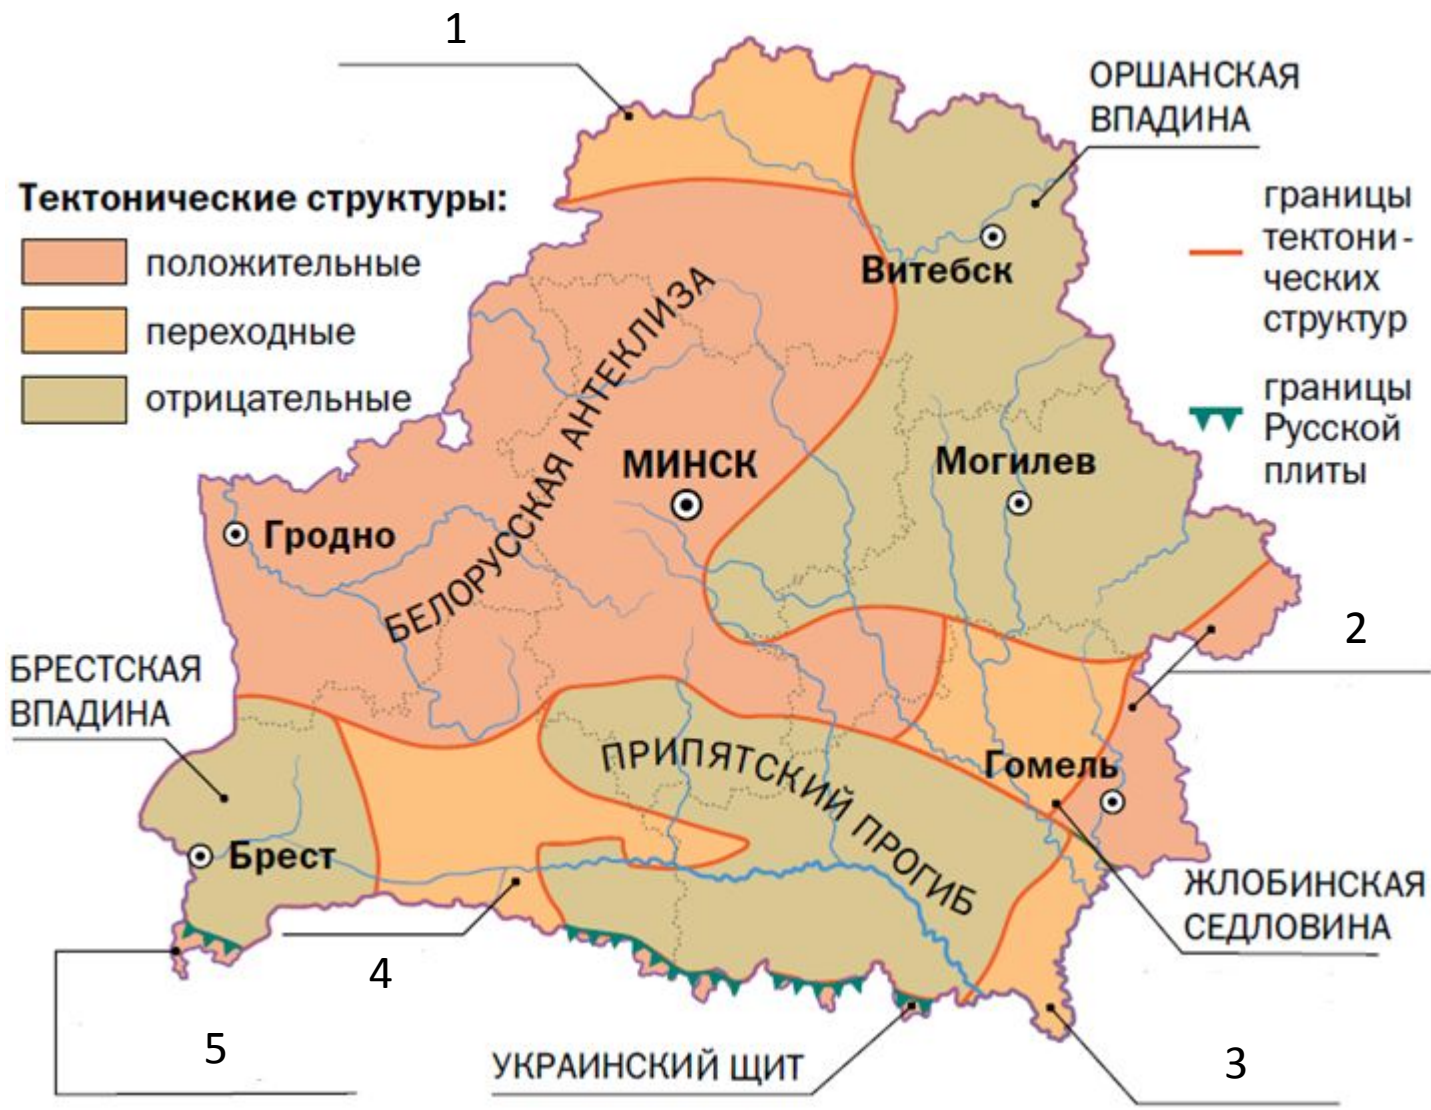 1
ОРШАНСКАЯ
ВПАДИНА
Тектонические структуры:
положительные
переходные
отрицательные
границы
тектони-
ческих
структур
границы
Русской
плиты
Витебск
БЕЛОРУССКАЯ АНТЕКЛИЗА
МИНСК
Могилев
Гродно
2
БРЕСТСКАЯ
ВПАДИНА
ПРИПЯТСКИЙ ПРОГИБ
Гомель
Брест
ЖЛОБИНСКАЯ
СЕДЛОВИНА
4
5
УКРАИНСКИЙ ЩИТ
3